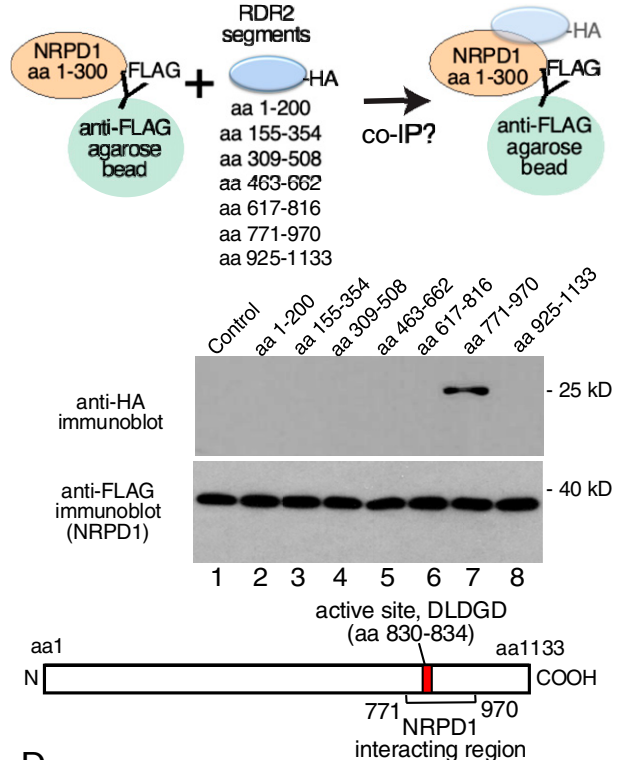 RDR2
segments
NRPD1
aa 1-300
FLAG
+
-HA
anti-FLAG
agarose
bead
aa 1-200
aa 155-354
aa 309-508
aa 463-662
aa 617-816
aa 771-970
aa 925-1133
co-IP?
-HA
NRPD1
aa 1-300
FLAG
anti-FLAG
agarose
bead
Control
aa 1-200
aa 155-354
aa 309-508
aa 463-662
aa 617-816
aa 771-970
aa 925-1133
anti-HA
immunoblot
- 25 kD
anti-FLAG
immunoblot
(NRPD1)
- 40 kD
1 2 3 4 5 6 7 8
active site, DLDGD
(aa 830-834)
aa1
aa1133
N
COOH
771
970
NRPD1
interacting region